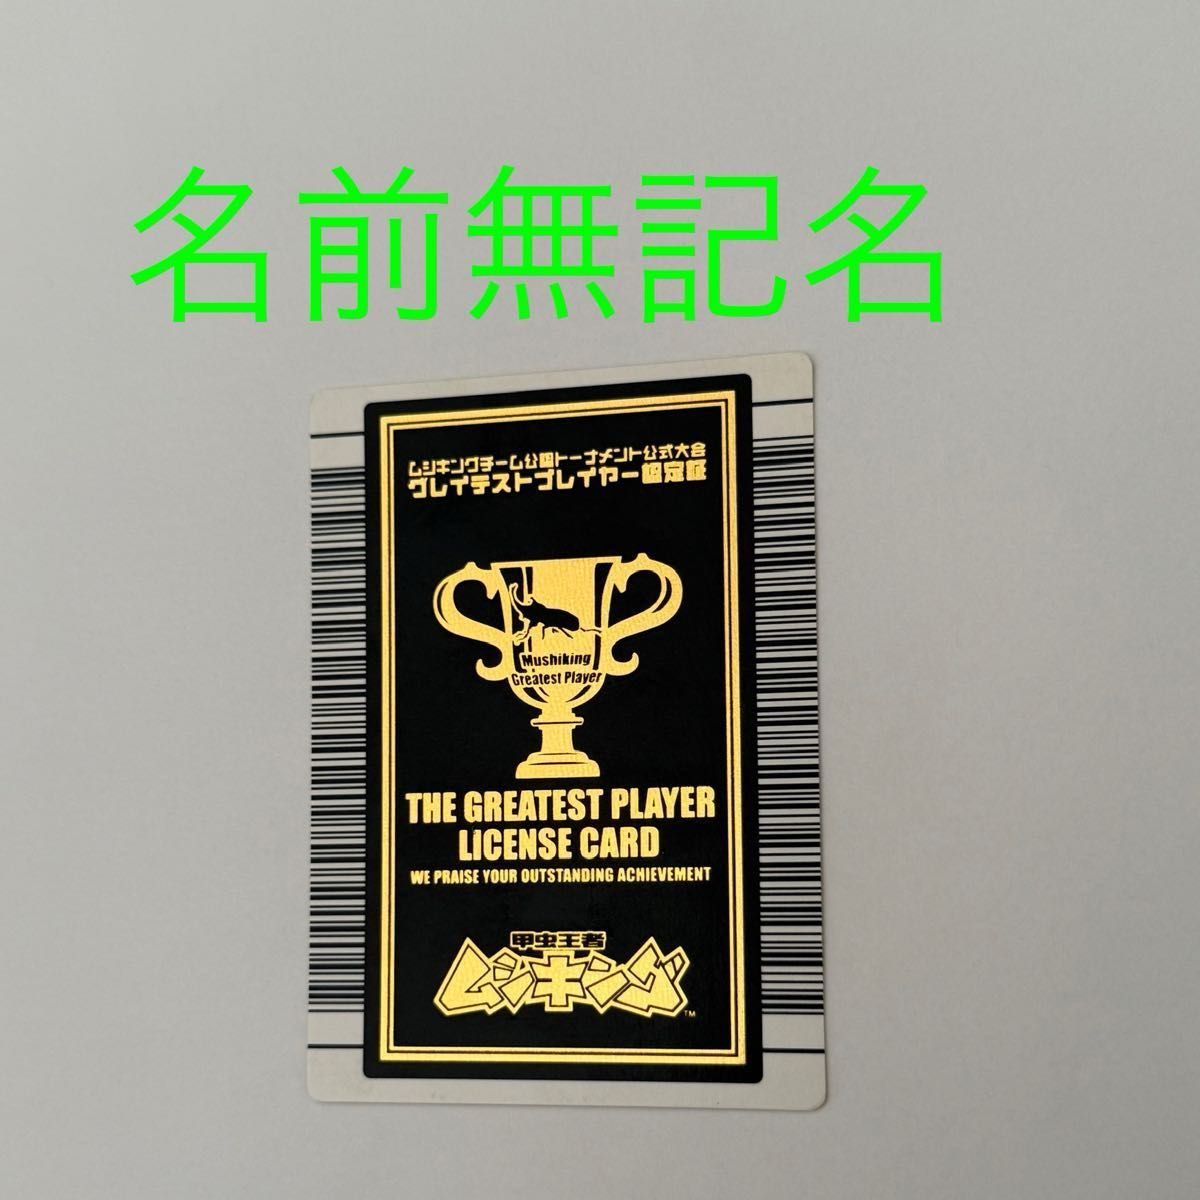 名前無記名
ムシキングチーム公認トーナメント公式大会
グレイテストプレイヤー認定証
Mushiking
Greatest Player
THE GREATEST PLAYER
LICENSE CARD
WE PRAISE YOUR OUTSTANDING ACHIEVEMENT
甲虫王者
ムシキング
TM